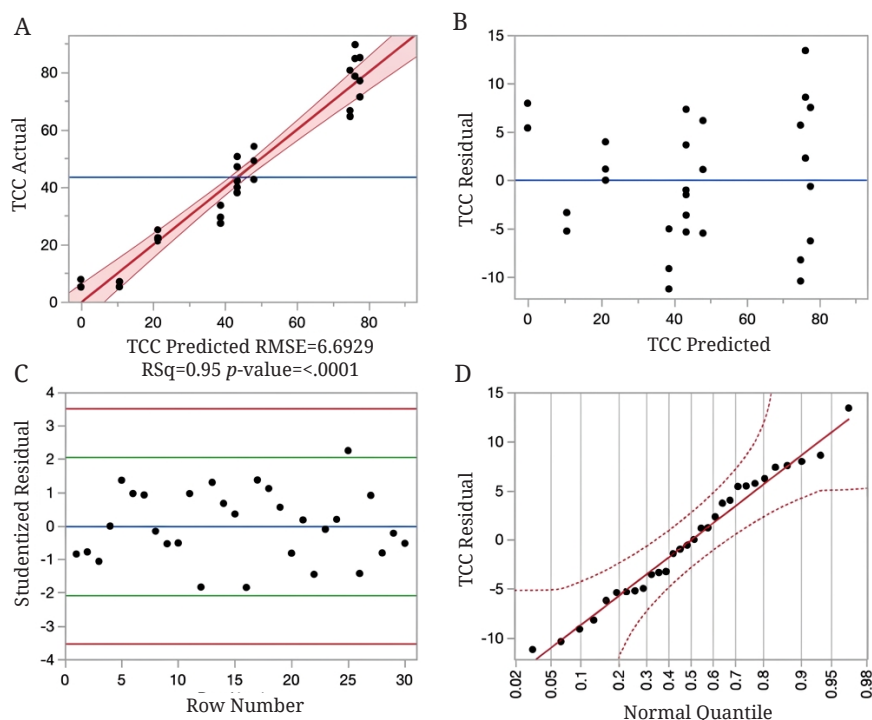 A
TCC Actual
80
60
40
20
0
0 20 40 60 80
TCC Predicted RMSE=6.6929
RSq=0.95 p-value=<.0001
B
TCC Residual
15
10
5
0
-5
-10
0 20 40 60 80
TCC Predicted
C
Studentized Residual
4
3
2
1
0
-1
-2
-3
-4
0 5 10 15 20 25 30
Row Number
D
TCC Residual
15
10
5
0
-5
-10
0.02 0.05 0.1 0.2 0.3 0.4 0.5 0.6 0.7 0.8 0.9 0.95 0.98
Normal Quantile